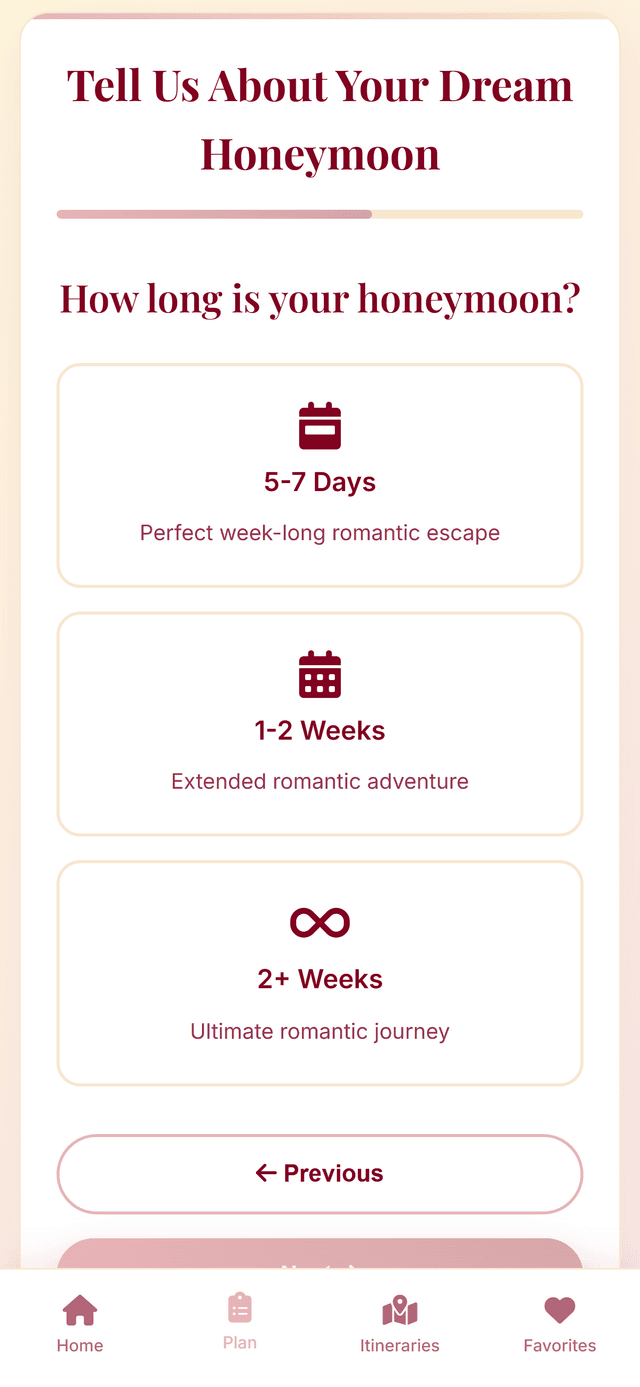 Tell Us About Your Dream
Honeymoon
How long is your honeymoon?
5-7 Days
Perfect week-long romantic escape
1-2 Weeks
Extended romantic adventure
2+ Weeks
Ultimate romantic journey
← Previous
Home
Plan
Itineraries
Favorites